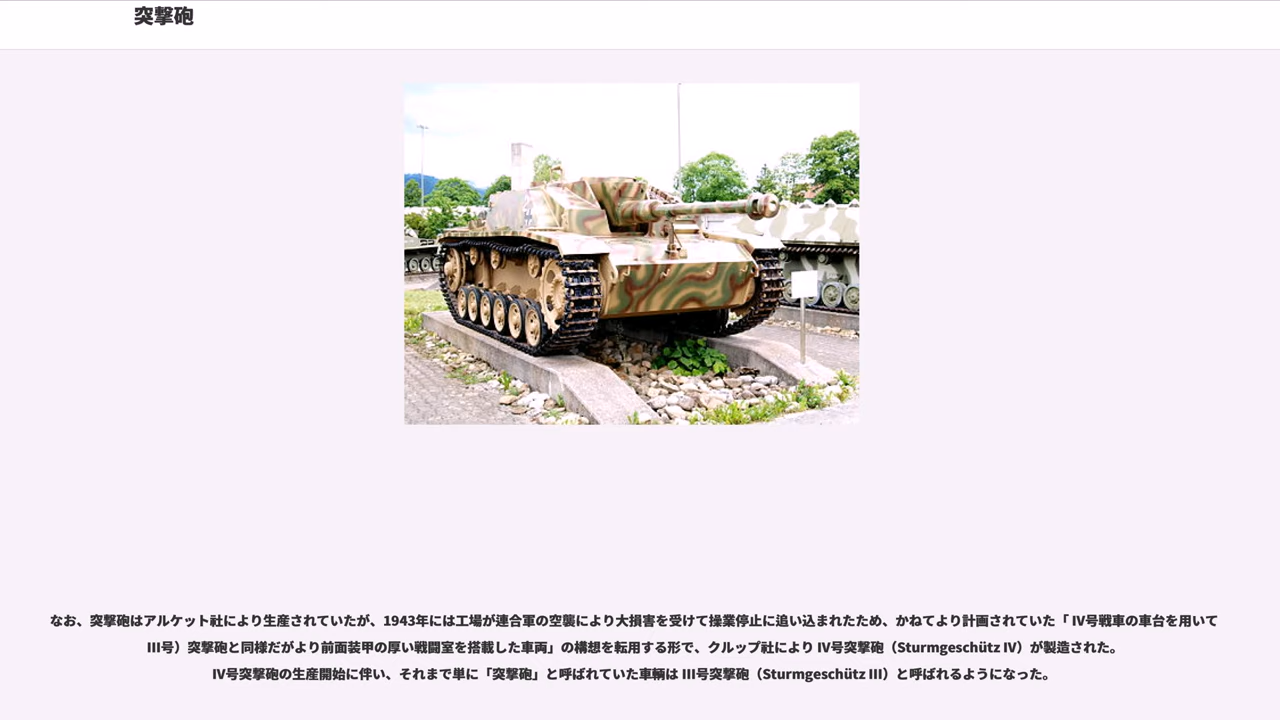 突撃砲
なお、突撃砲はアルケット社により生産されていたが、1943年には工場が連合軍の空襲により大損害を受けて操業停止に追い込まれたため、かねてより計画されていた「 IV号戦車の車台を用いて
III号）突撃砲と同様だがより前面装甲の厚い戦闘室を搭載した車両」の構想を転用する形で、クルップ社により IV号突撃砲（Sturmgeschütz IV）が製造された。
IV号突撃砲の生産開始に伴い、それまで単に「突撃砲」と呼ばれていた車輌は III号突撃砲（Sturmgeschütz III）と呼ばれるようになった。